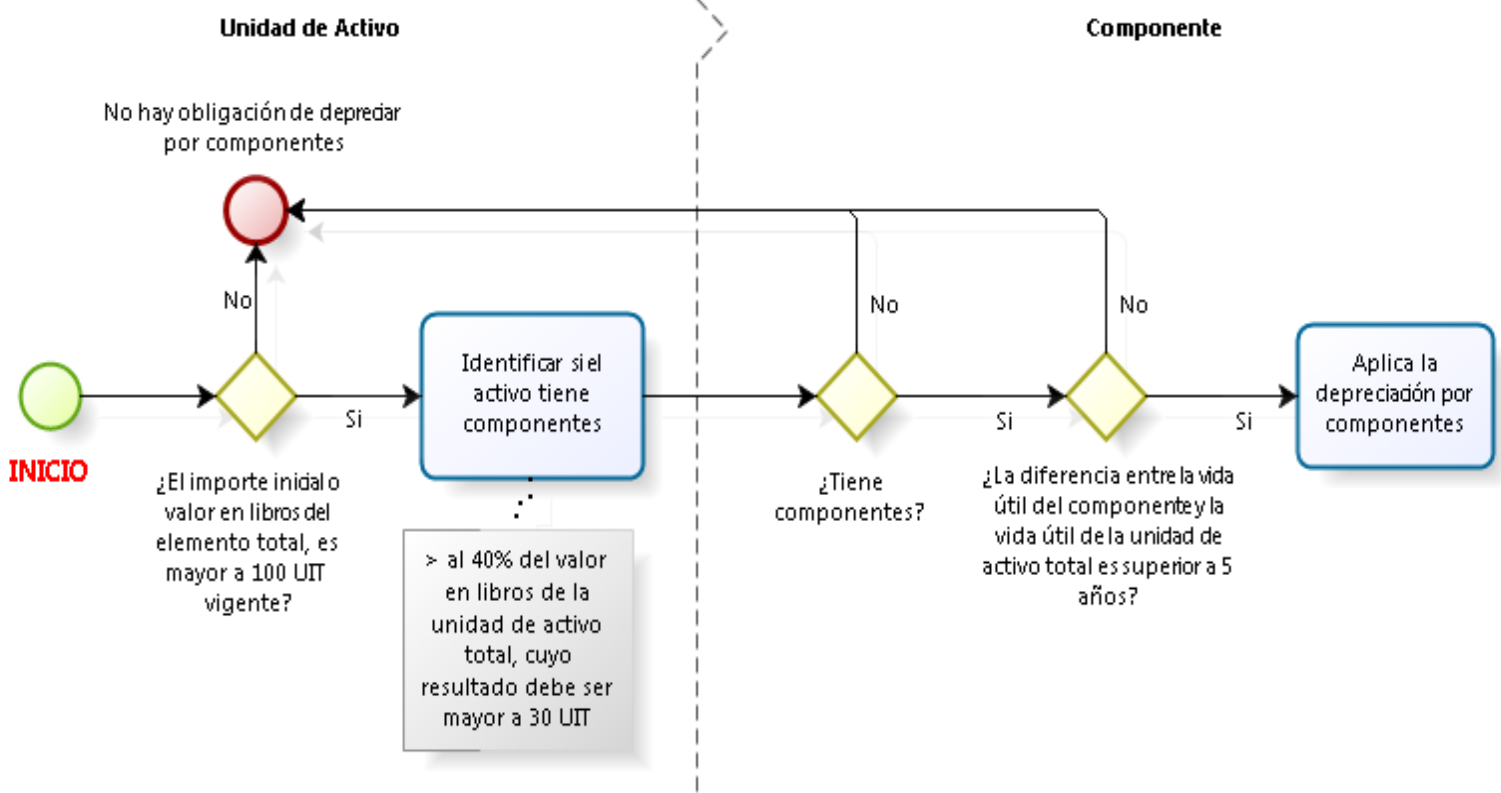 Unidad de Activo
Componente
No hay obligación de depreciar
por componentes
No
No
No
Identificar si el
activo tiene
componentes
Aplica la
depreciación por
componentes
Si
Si
Si
INICIO
¿El importe inicial o
valor en libros del
elemento total, es
mayor a 100 UIT
vigente?
> al 40% del valor
en libros de la
unidad de activo
total, cuyo
resultado debe ser
mayor a 30 UIT
¿Tiene
componentes?
¿La diferencia entre la vida
útil del componente y la
vida útil de la unidad de
activo total es superior a 5
años?